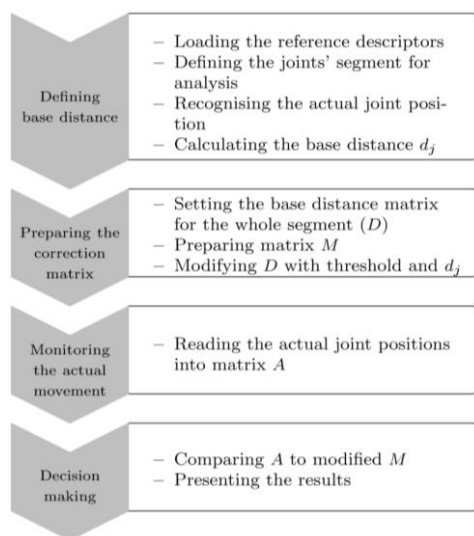 Defining
base distance
– Loading the reference descriptors
– Defining the joints' segment for
analysis
– Recognising the actual joint posi-
tion
– Calculating the base distance d_j
Preparing the
correction
matrix
– Setting the base distance matrix
for the whole segment (D)
– Preparing matrix M
– Modifying D with threshold and d_j
Monitoring
the actual
movement
– Reading the actual joint positions
into matrix A
Decision
making
– Comparing A to modified M
– Presenting the results